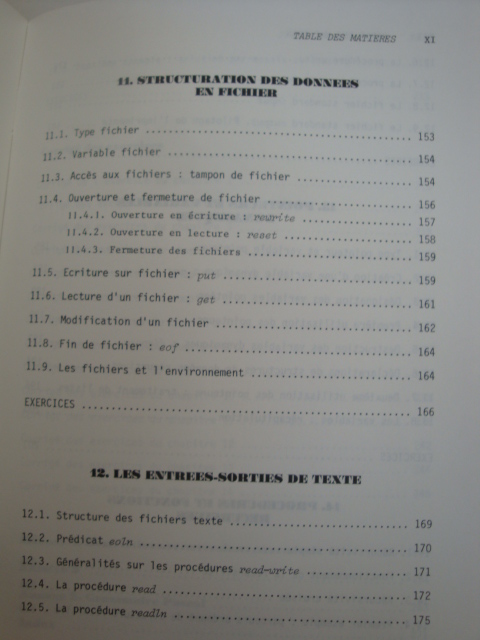 TABLE DES MATIERES XI
11. STRUCTURATION DES DONNEES
EN FICHIER
11.1. Type fichier ........ 153
11.2. Variable fichier ........ 154
11.3. Accès aux fichiers : tampon de fichier ........ 154
11.4. Ouverture et fermeture de fichier ........ 156
11.4.1. Ouverture en écriture : rewrite ........ 157
11.4.2. Ouverture en lecture : reset ........ 158
11.4.3. Fermeture des fichiers ........ 159
11.5. Ecriture sur fichier : put ........ 159
11.6. Lecture d'un fichier : get ........ 161
11.7. Modification d'un fichier ........ 162
11.8. Fin de fichier : eof ........ 164
11.9. Les fichiers et l'environnement ........ 164
EXERCICES ........ 166
12. LES ENTREES-SORTIES DE TEXTE
12.1. Structure des fichiers texte ........ 169
12.2. Prédicat eoln ........ 170
12.3. Généralités sur les procédures read-write ........ 171
12.4. La procédure read ........ 172
12.5. La procédure readln ........ 175